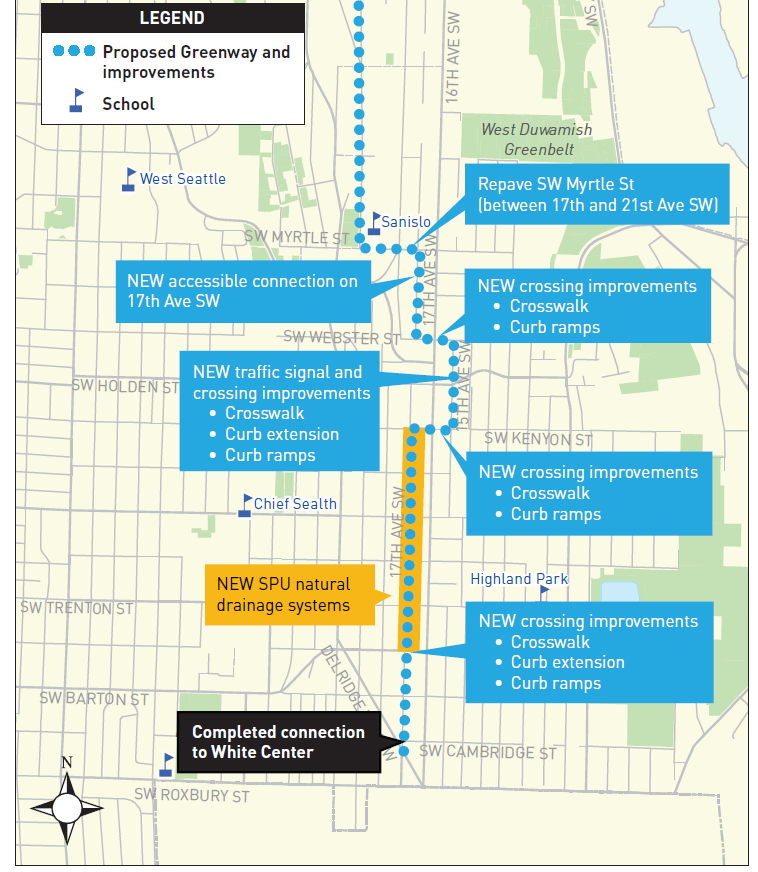 LEGEND
Proposed Greenway and
improvements
School
16TH AVE SW
SW
West Duwamish
Greenbelt
West Seattle
Repave SW Myrtle St
(between 17th and 21st Ave SW)
Sanislo
SW MYRTLE ST
17TH AVE SW
NEW accessible connection on
17th Ave SW
NEW crossing improvements
• Crosswalk
• Curb ramps
SW WEBSTER ST
NEW traffic signal and
crossing improvements
• Crosswalk
• Curb extension
• Curb ramps
15TH AVE SW
SW HOLDEN ST
SW KENYON ST
NEW crossing improvements
• Crosswalk
• Curb ramps
Chief Sealth
17TH AVE SW
NEW SPU natural
drainage systems
Highland Park
SW TRENTON ST
NEW crossing improvements
• Crosswalk
• Curb extension
• Curb ramps
DELRIDGE
SW BARTON ST
Completed connection
to White Center
SW CAMBRIDGE ST
N
SW ROXBURY ST